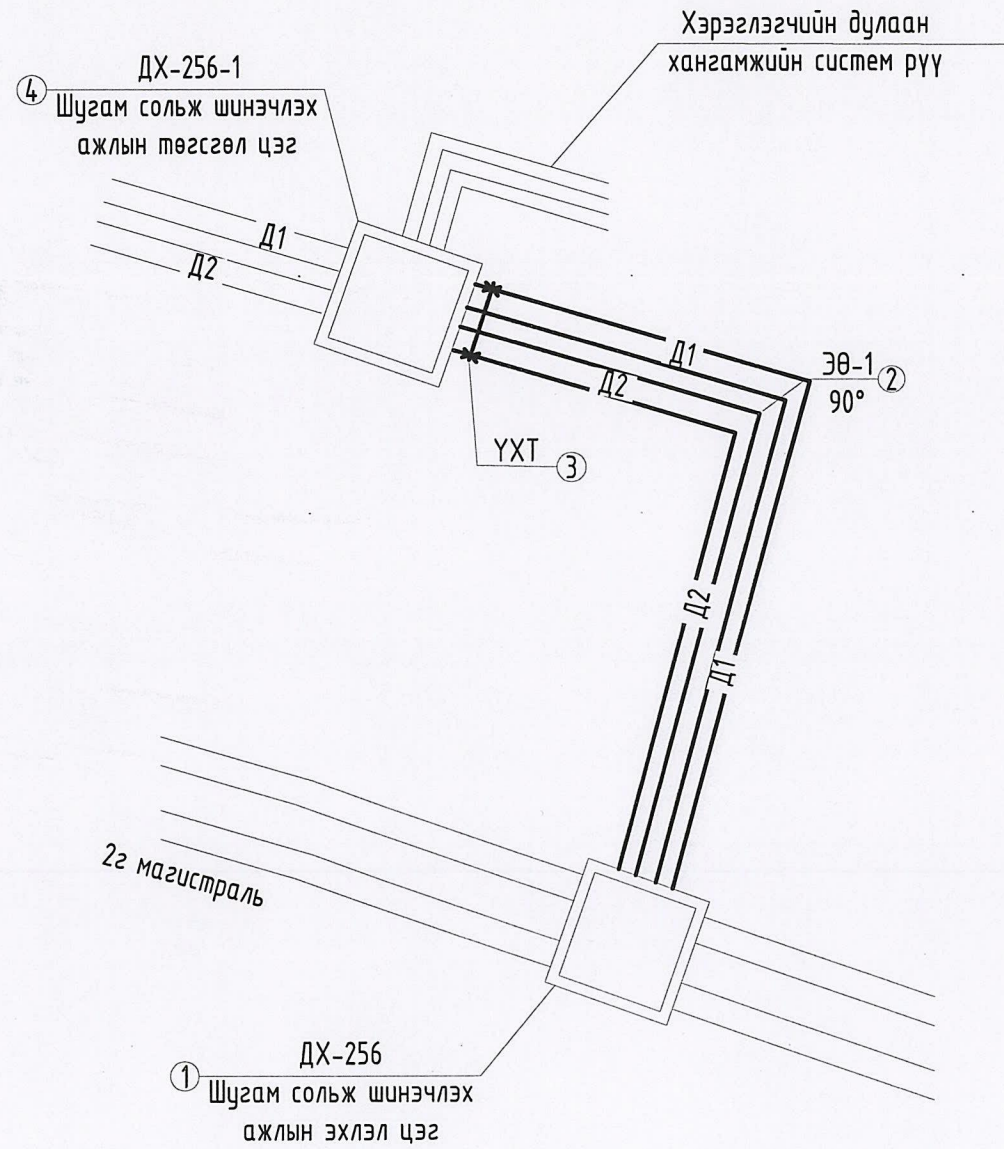 Хэрэглэгчийн дулаан
хангамжийн систем рүү
ДХ-256-1
4
Шугам сольж шинэчлэх
ажлын төгсгөл цэг
Д1
Д2
Д1
Д2
ЭӨ-1
2
90°
ҮХТ
3
Д2
Д1
2г магистраль
ДХ-256
1
Шугам сольж шинэчлэх
ажлын эхлэл цэг